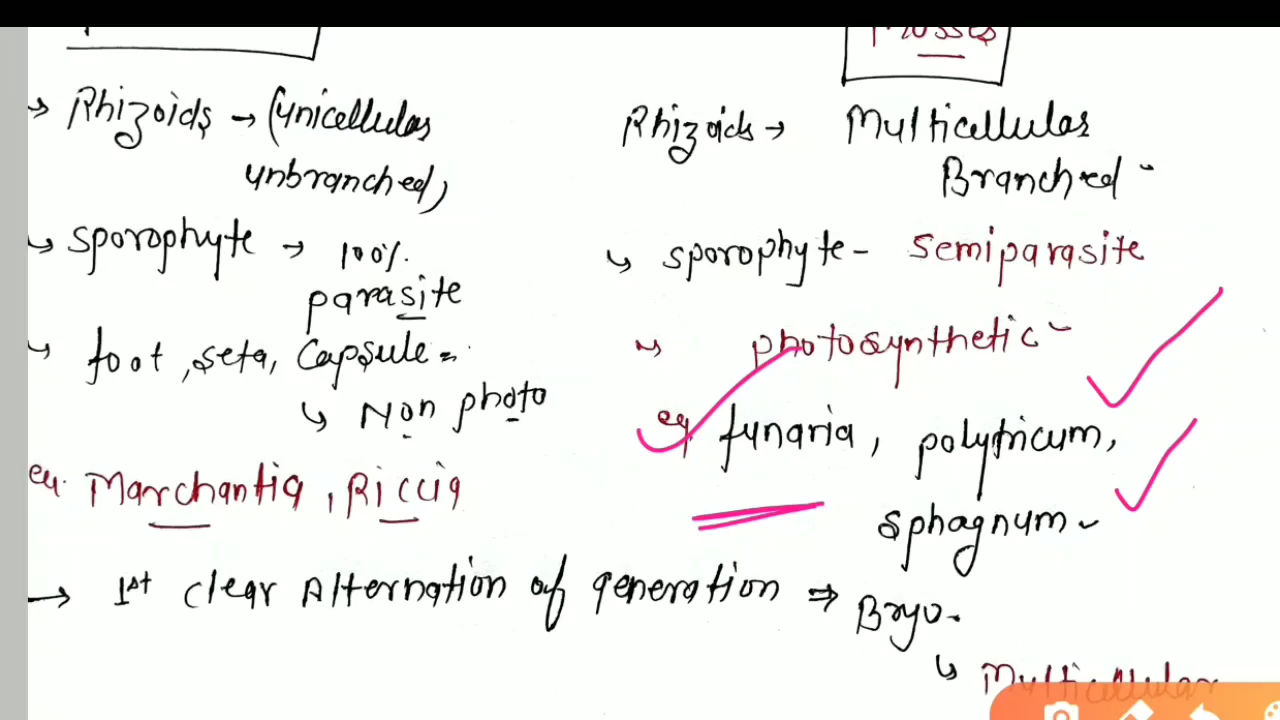 Mosses
→ Rhizoids → (Unicellular
unbranched)
Rhizoids → Multicellular
Branched
↳ sporophyte → 100%
parasite
↳ sporophyte - semiparasite
↳ foot, seta, Capsule =
↳ Non photo
↳ photosynthetic
eg. Marchantia, Riccia
eg. funaria, polytricum,
sphagnum
→ 1st clear Alternation of generation ⇒ Bryo.
↳ Multicellular